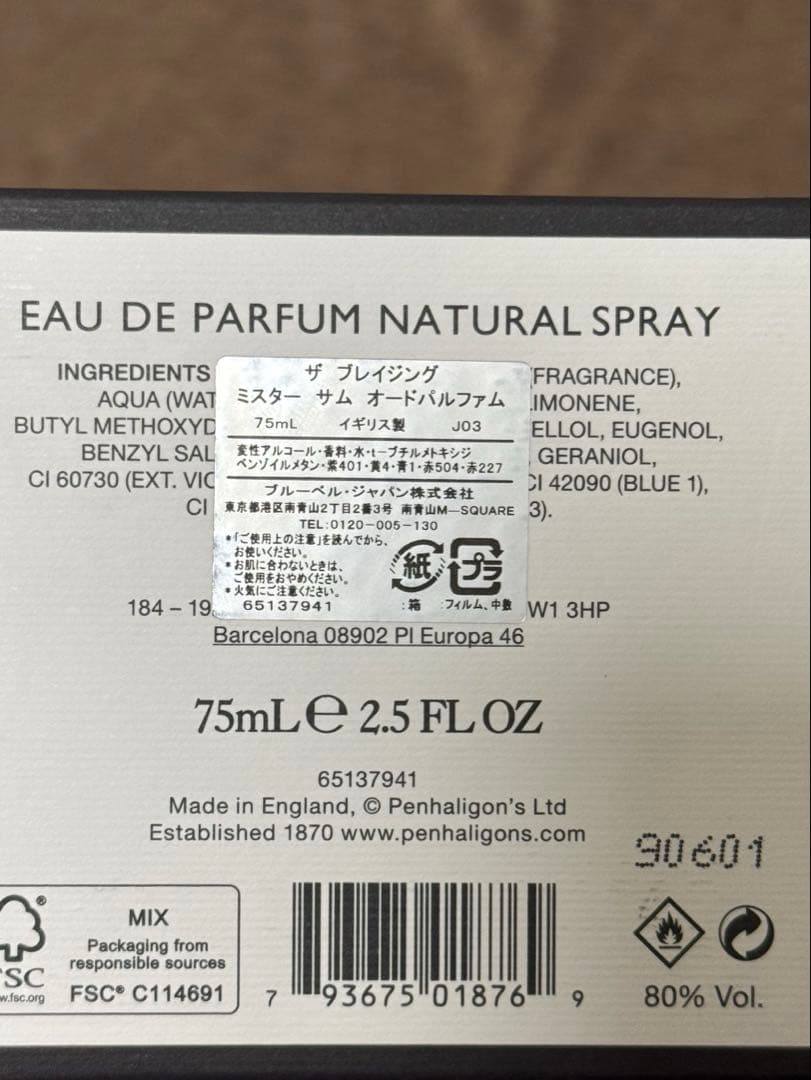 EAU DE PARFUM NATURAL SPRAY
INGREDIENTS
FRAGRANCE),
AQUA
LIMONENE,
BUTYL
EUGENOL,
BENZYL
GERANIOL,
CI 60730 (EXT.
CI 42090 (BLUE 1),
CI
3).
ザ ブレイジング
ミスター サム オードパルファム
75mL イギリス製 J03
変性アルコール・香料・水・t-ブチルメトキシジ
ベンゾイルメタン・紫401・黄4・青1・赤504・赤227
ブルーベル・ジャパン株式会社
東京都港区南青山2丁目2番3号 南青山M—SQUARE
TEL:0120-005-130
*「ご使用上の注意」を読んでから、
お使いください。
*お肌に合わないときは、
ご使用をおやめください。
*火気にご注意ください。
65137941
紙 プラ
:箱 :フィルム、中敷
184 – 19
W1 3HP
Barcelona 08902 Pl Europa 46
75mL e 2.5 FL OZ
65137941
Made in England, © Penhaligon's Ltd
Established 1870 www.penhaligons.com
90601
FSC
w.fsc.org
®
MIX
Packaging from
responsible sources
FSC® C114691
7 93675 01876 9
80% Vol.